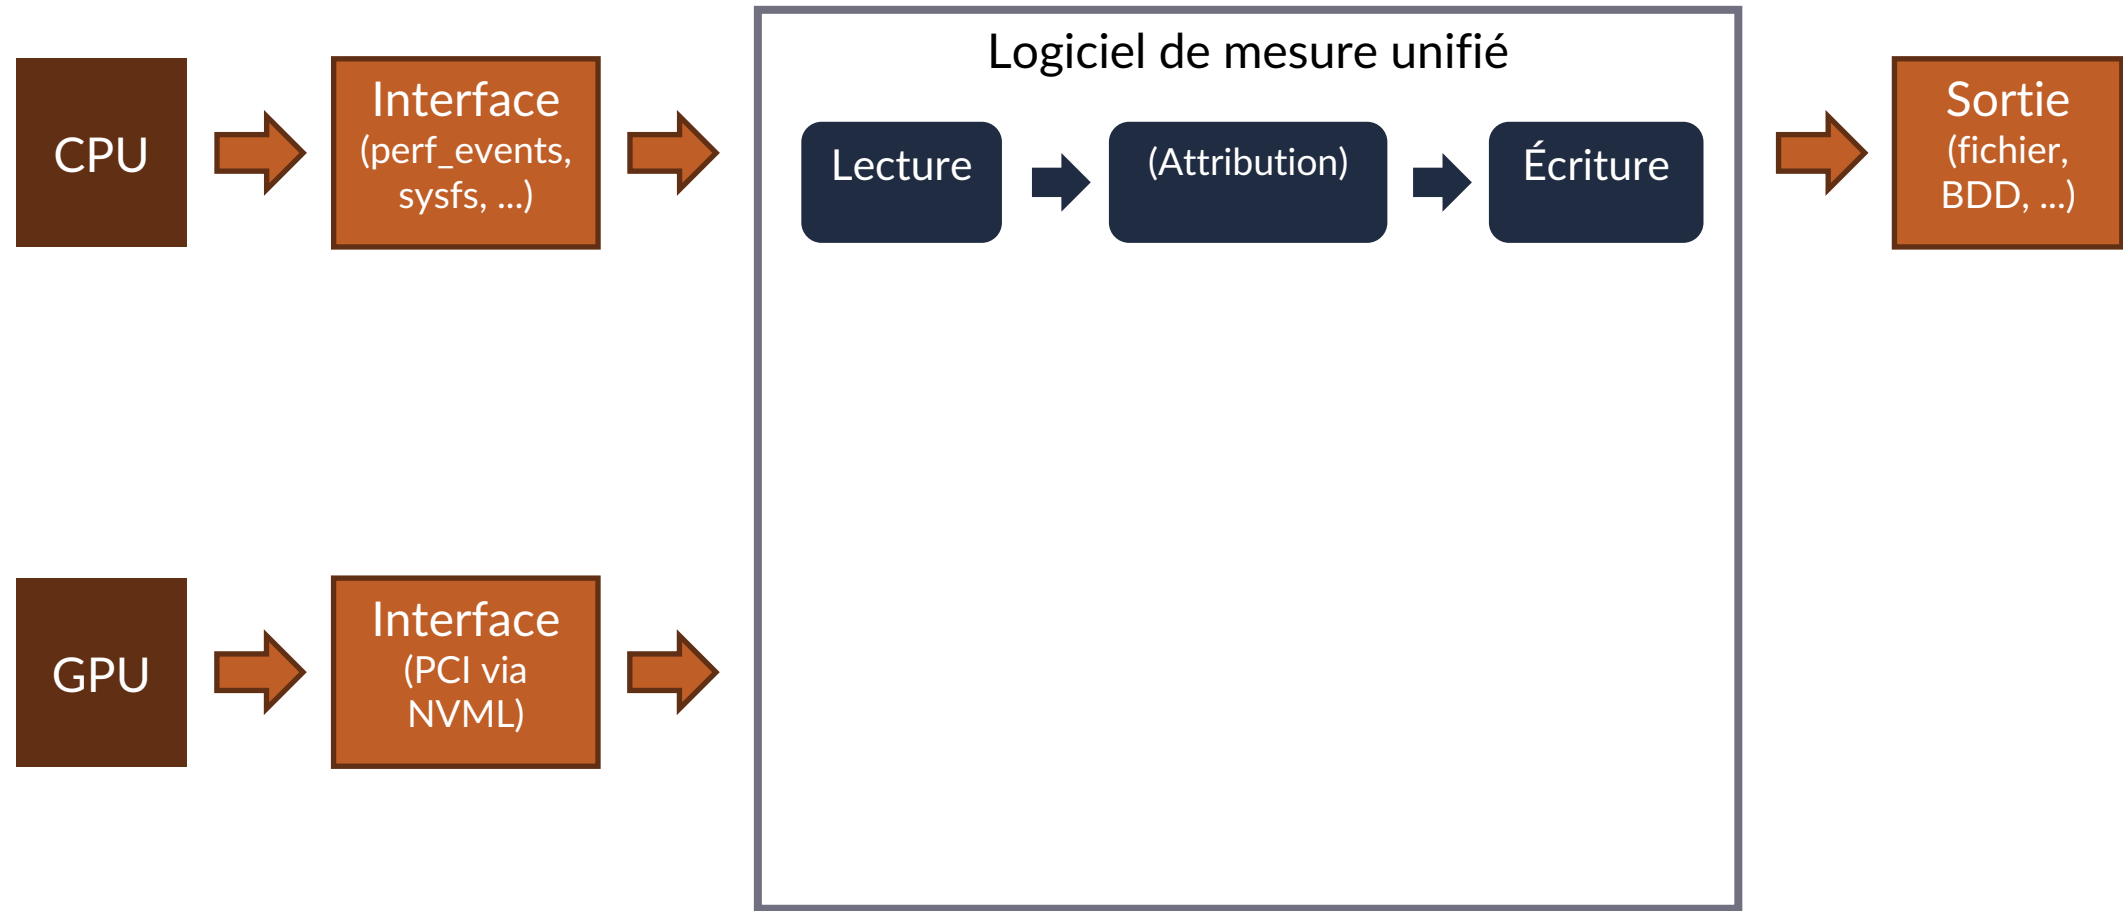 Logiciel de mesure unifié
CPU
Interface
(perf_events,
sysfs, ...)
Lecture
(Attribution)
Écriture
Sortie
(fichier,
BDD, ...)
GPU
Interface
(PCI via
NVML)